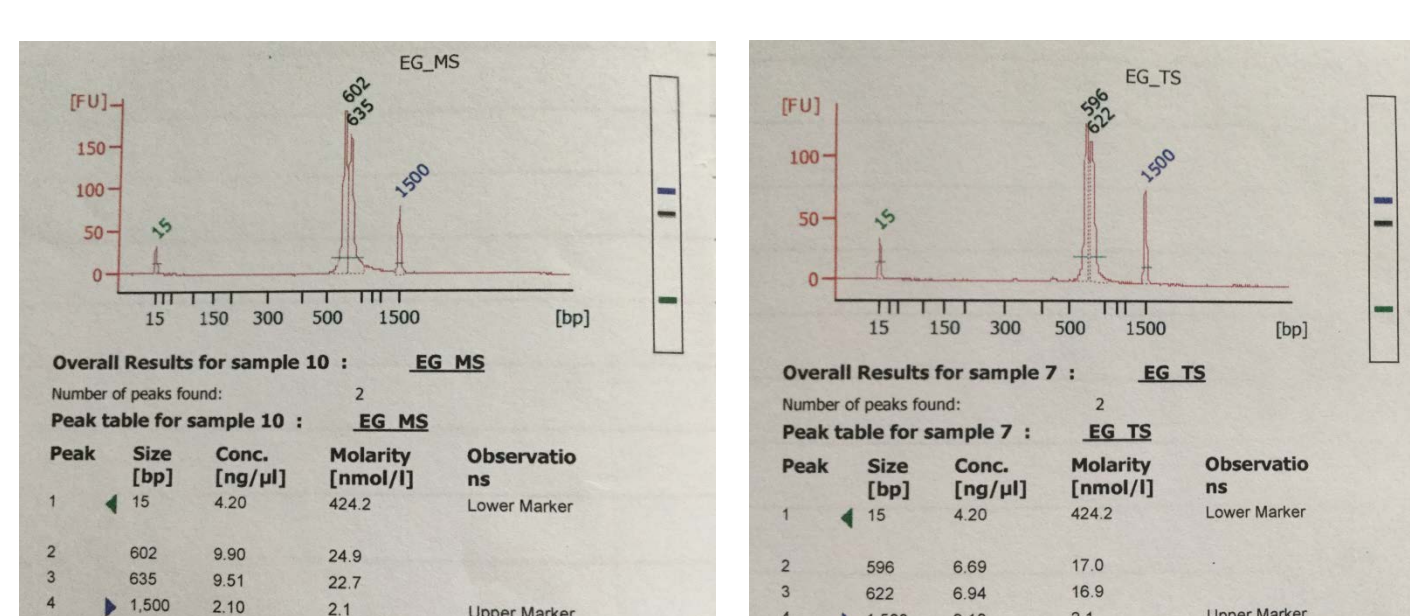 EG_MS
[FU]
602
635
150
100
1500
15
50
0
15 150 300 500 1500 [bp]
Overall Results for sample 10 : EG_MS
Number of peaks found: 2
Peak table for sample 10 : EG_MS
Peak Size [bp] Conc. [ng/µl] Molarity [nmol/l] Observatio ns
1 15 4.20 424.2 Lower Marker
2 602 9.90 24.9
3 635 9.51 22.7
4 1,500 2.10 2.1 Upper Marker
EG_TS
[FU]
596
622
100
1500
15
50
0
15 150 300 500 1500 [bp]
Overall Results for sample 7 : EG_TS
Number of peaks found: 2
Peak table for sample 7 : EG_TS
Peak Size [bp] Conc. [ng/µl] Molarity [nmol/l] Observatio ns
1 15 4.20 424.2 Lower Marker
2 596 6.69 17.0
3 622 6.94 16.9